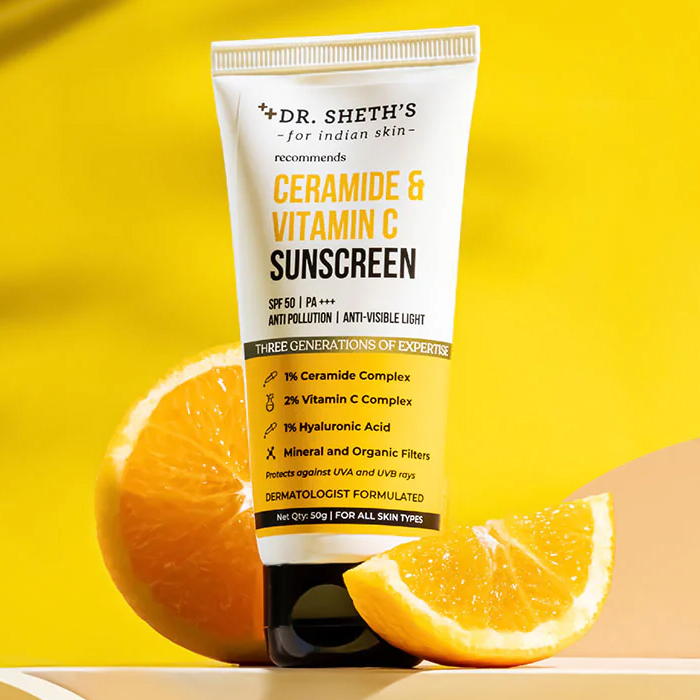 DR. SHETH'S
-for indian skin-
recommends
CERAMIDE &
VITAMIN C
SUNSCREEN
SPF 50 | PA +++
ANTI POLLUTION | ANTI-VISIBLE LIGHT
THREE GENERATIONS OF EXPERTISE
1% Ceramide Complex
2% Vitamin C Complex
1% Hyaluronic Acid
Mineral and Organic Filters
Protects against UVA and UVB rays
DERMATOLOGIST FORMULATED
Net Qty: 50g | FOR ALL SKIN TYPES